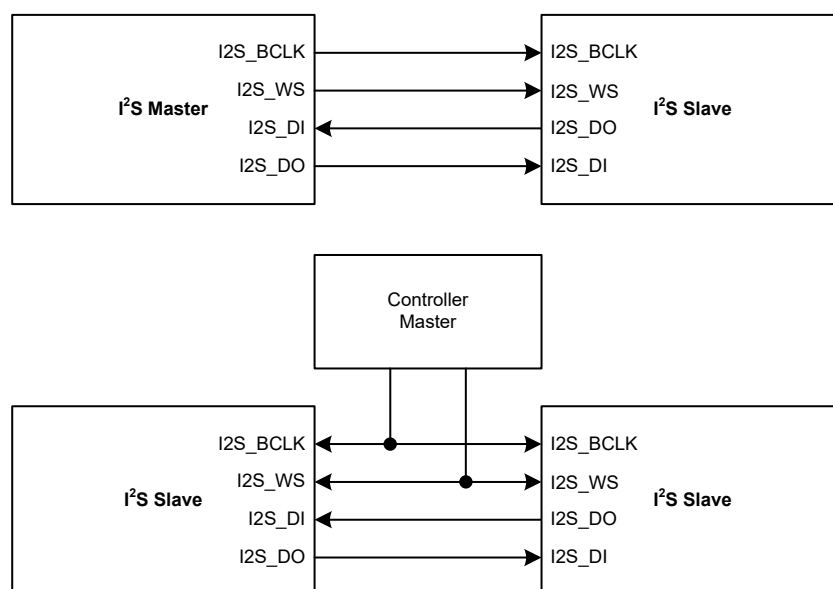 I2S_BCLK I2S_BCLK
I2S_WS I2S_WS
I²S Master I²S Slave
I2S_DI I2S_DO
I2S_DO I2S_DI
Controller
Master
I2S_BCLK I2S_BCLK
I2S_WS I2S_WS
I²S Slave I²S Slave
I2S_DI I2S_DO
I2S_DO I2S_DI